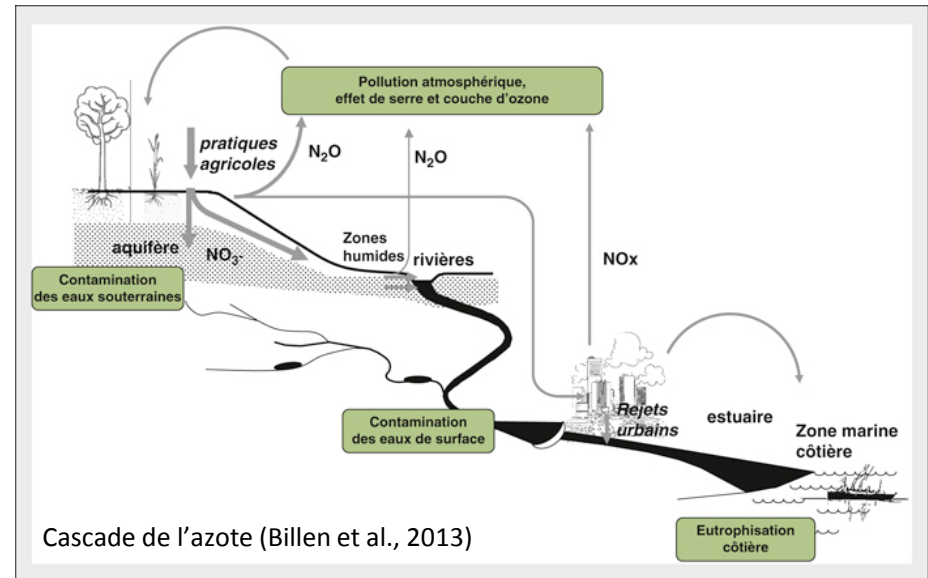 Pollution atmosphérique,
effet de serre et couche d'ozone
pratiques
agricoles
N₂O
N₂O
aquifère
NO₃-
Zones
humides
rivières
NOx
Contamination
des eaux souterraines
Contamination
des eaux de surface
Rejets
urbains
estuaire
Zone marine
côtière
Eutrophisation
côtière
Cascade de l'azote (Billen et al., 2013)